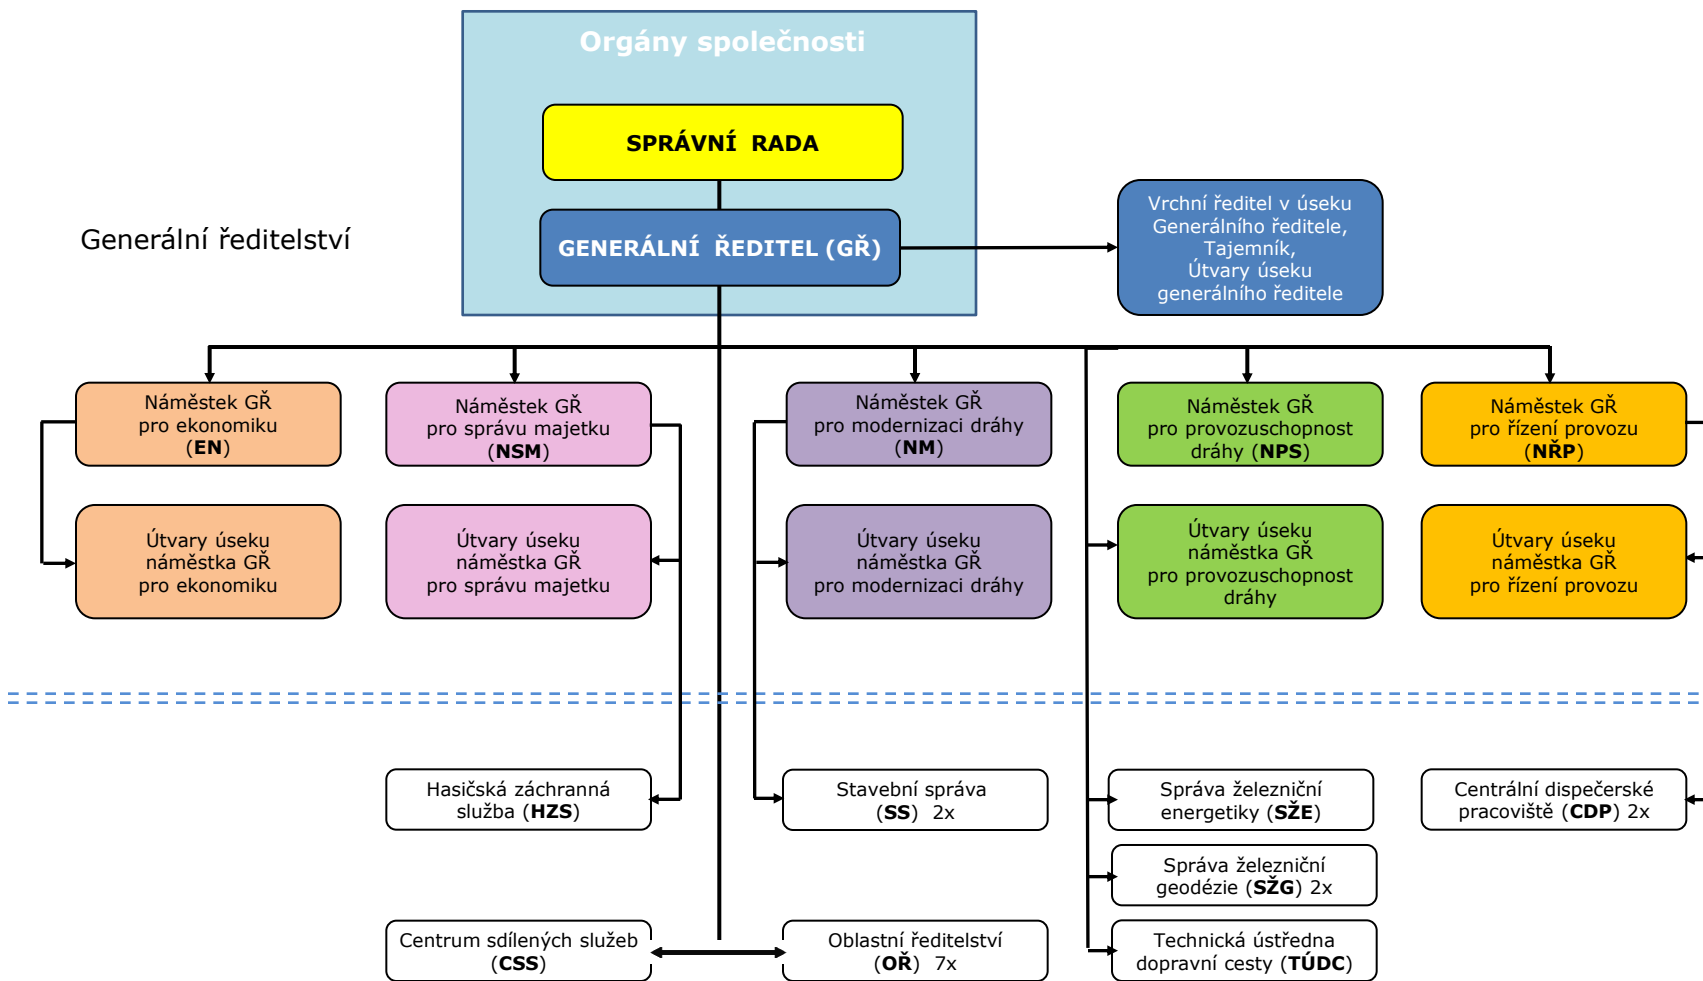 Orgány společnosti
SPRÁVNÍ RADA
Generální ředitelství
GENERÁLNÍ ŘEDITEL (GŘ)
Vrchní ředitel v úseku
Generálního ředitele,
Tajemník,
Útvary úseku
generálního ředitele
Náměstek GŘ
pro ekonomiku
(EN)
Náměstek GŘ
pro správu majetku
(NSM)
Náměstek GŘ
pro modernizaci dráhy
(NM)
Náměstek GŘ
pro provozuschopnost
dráhy (NPS)
Náměstek GŘ
pro řízení provozu
(NŘP)
Útvary úseku
náměstka GŘ
pro ekonomiku
Útvary úseku
náměstka GŘ
pro správu majetku
Útvary úseku
náměstka GŘ
pro modernizaci dráhy
Útvary úseku
náměstka GŘ
pro provozuschopnost
dráhy
Útvary úseku
náměstka GŘ
pro řízení provozu
Hasičská záchranná
služba (HZS)
Stavební správa
(SS) 2x
Správa železniční
energetiky (SŽE)
Centrální dispečerské
pracoviště (CDP) 2x
Správa železniční
geodézie (SŽG) 2x
Centrum sdílených služeb
(CSS)
Oblastní ředitelství
(OŘ) 7x
Technická ústředna
dopravní cesty (TÚDC)